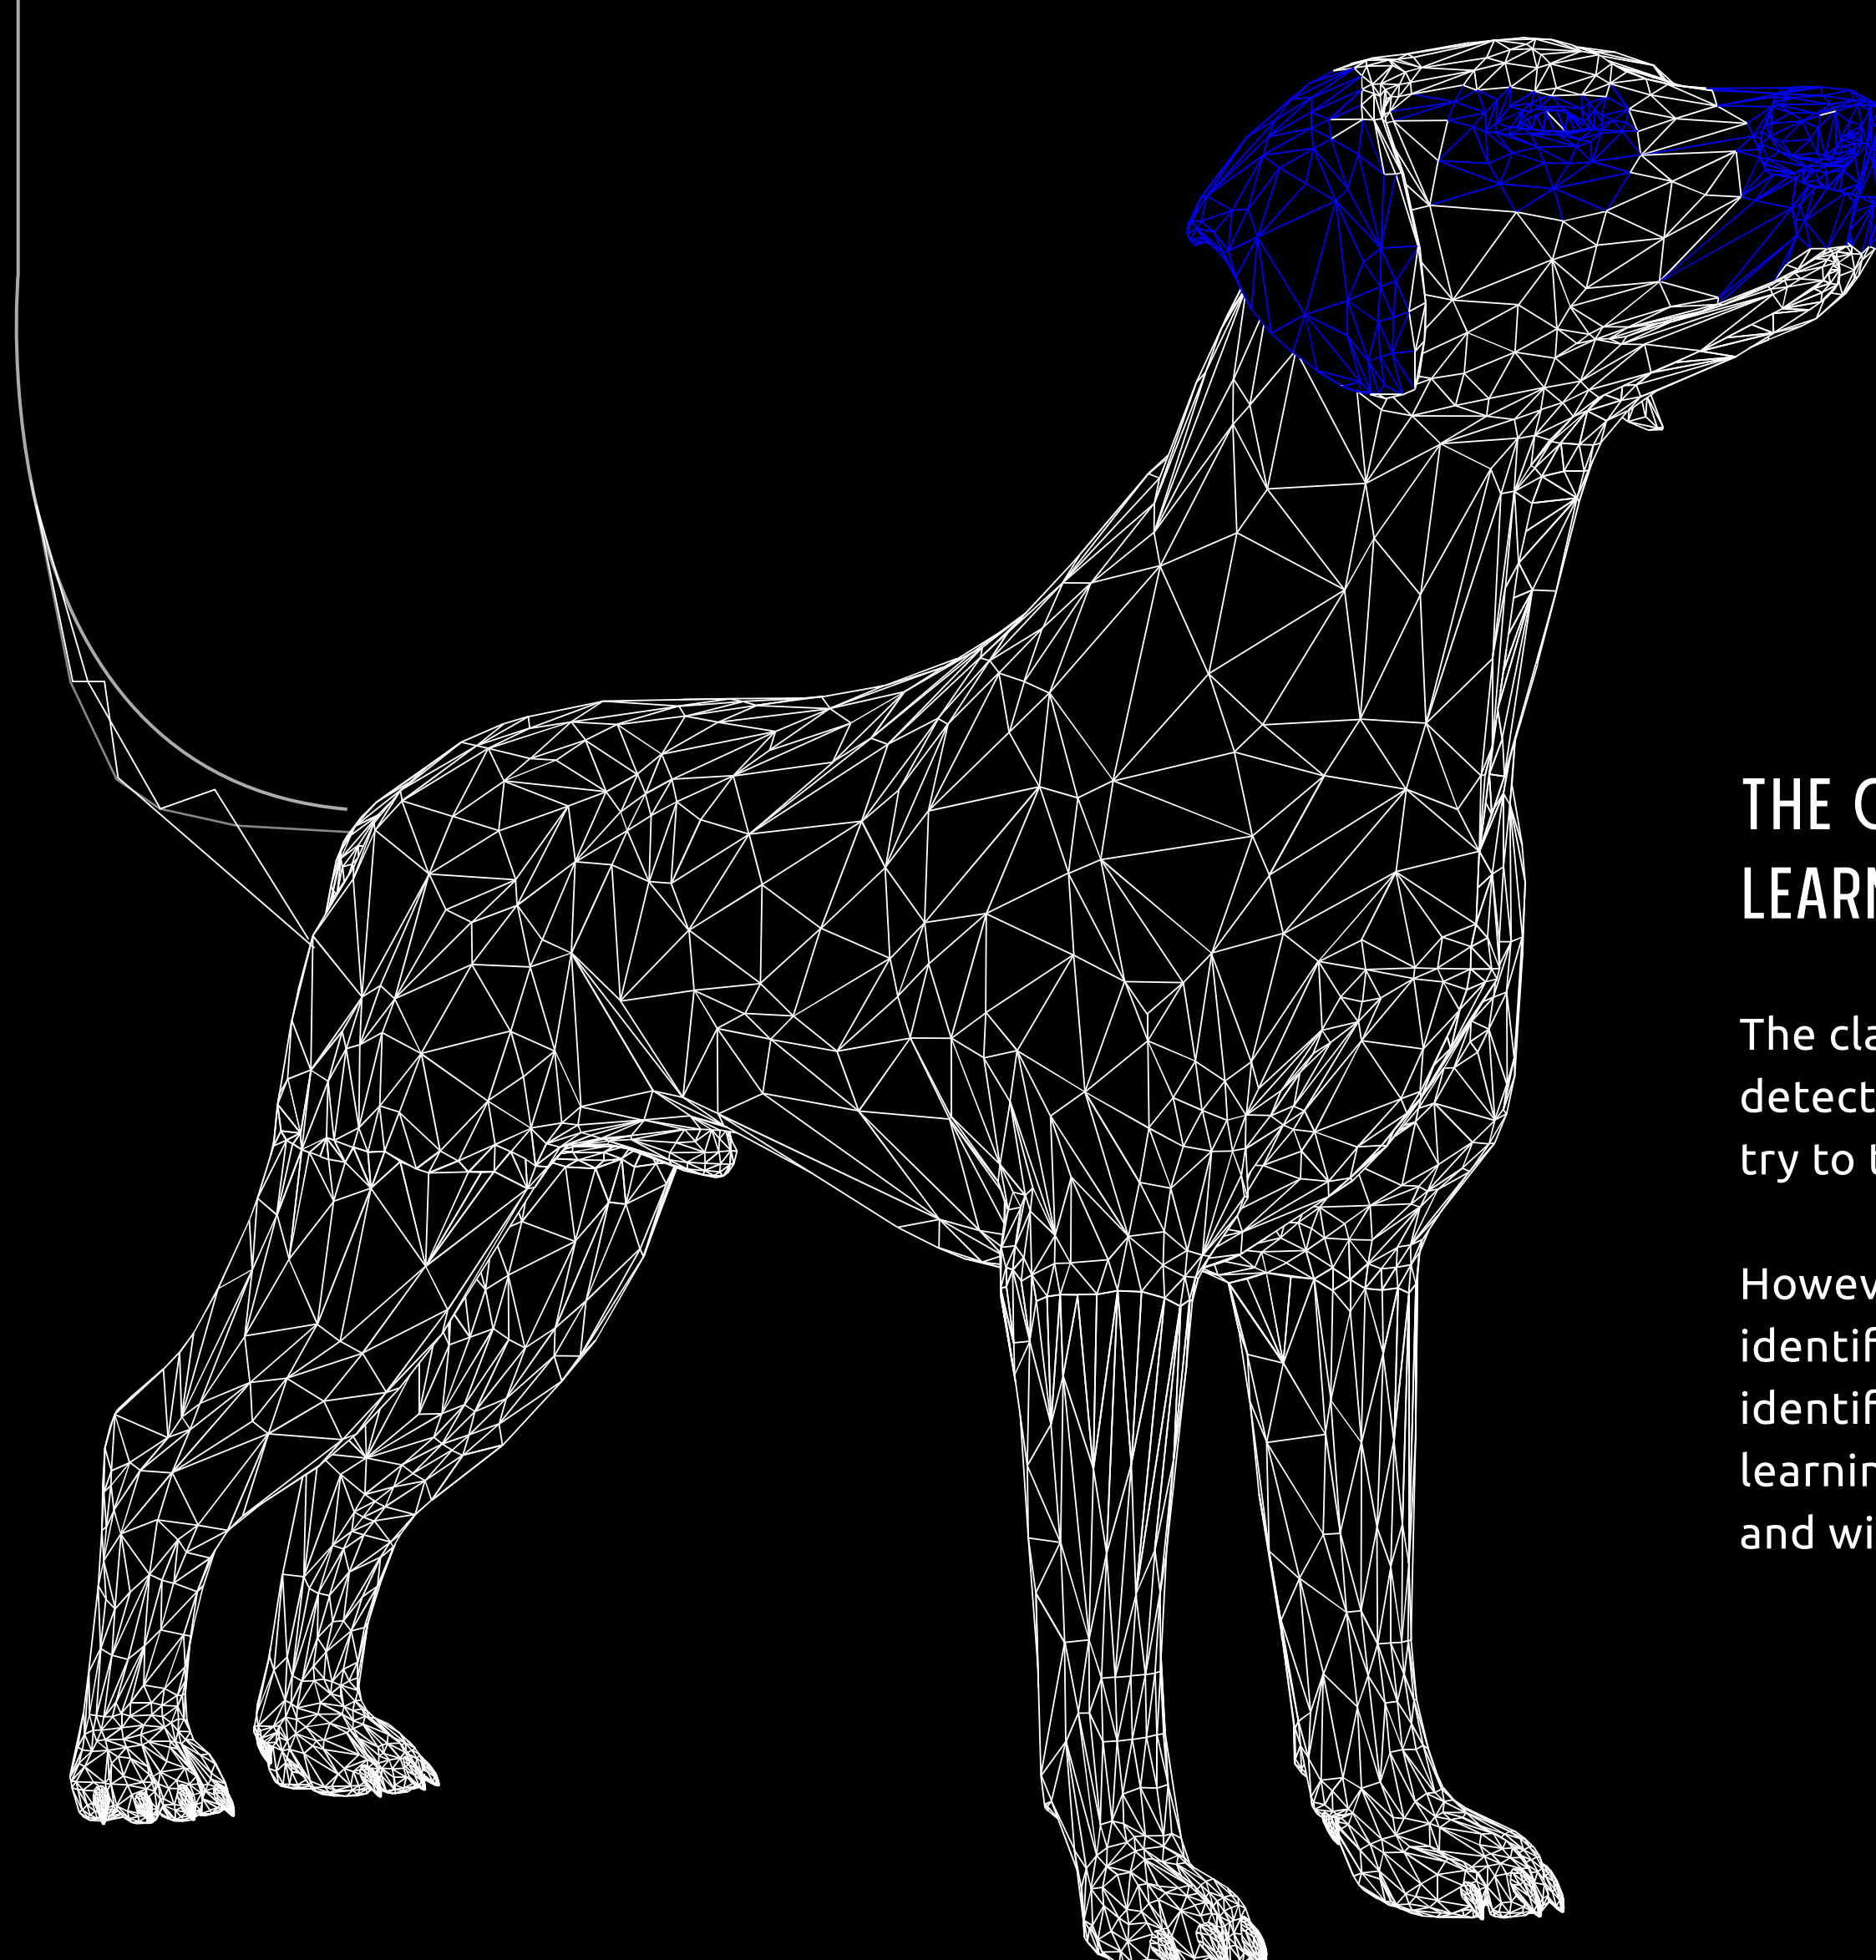 THE
LEARN
The cla
detect
try to t
Howev
identif
identif
learnin
and wi